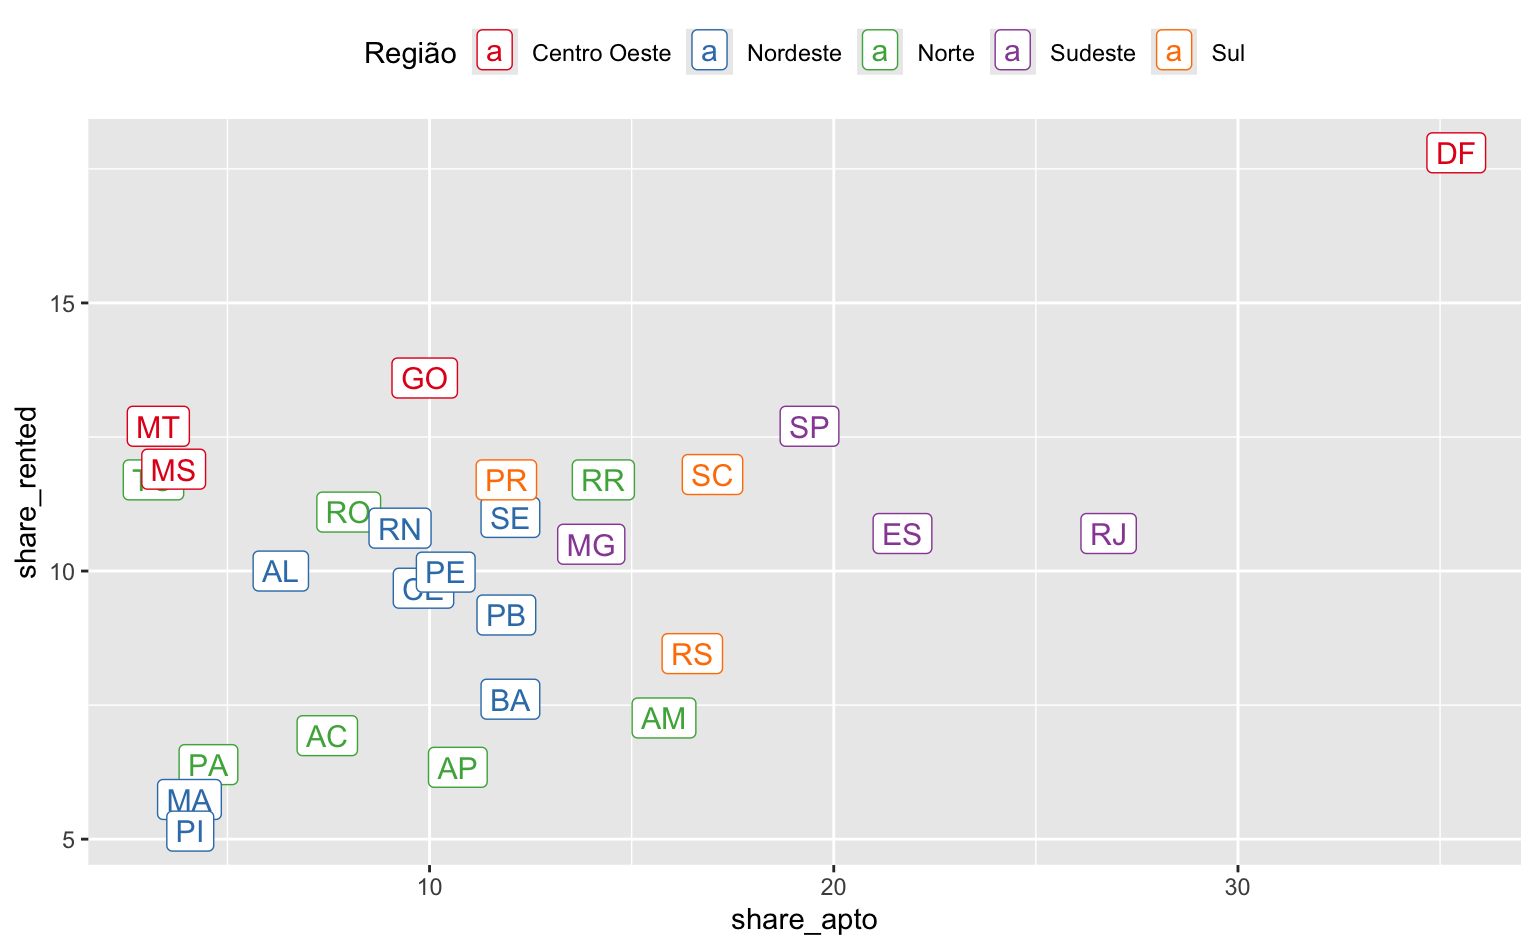 Região a Centro Oeste a Nordeste a Norte a Sudeste a Sul
DF
15
GO
MT
SP
MS
SC
PR
RR
RO
SE
RN
ES
RJ
MG
share_rented
10
AL
PE
PB
RS
BA
AM
AC
PA
AP
MA
PI
5
10 20 30
share_apto